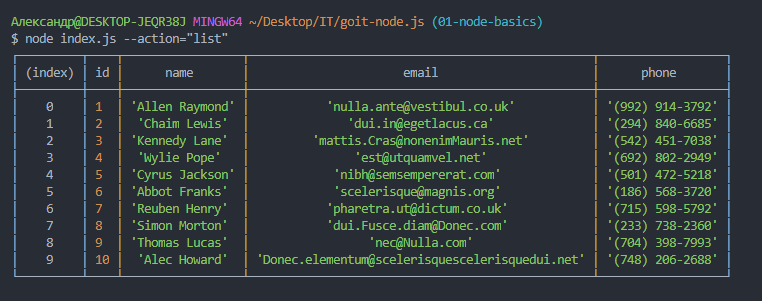 Александр@DESKTOP-JEQR38J MINGW64 ~/Desktop/IT/goit-node.js (01-node-basics)
$ node index.js --action="list"
(index) id name email phone
0 1 'Allen Raymond' 'nulla.ante@vestibul.co.uk' '(992) 914-3792'
1 2 'Chaim Lewis' 'dui.in@egetlacus.ca' '(294) 840-6685'
2 3 'Kennedy Lane' 'mattis.Cras@nonenimMauris.net' '(542) 451-7038'
3 4 'Wylie Pope' 'est@utquamvel.net' '(692) 802-2949'
4 5 'Cyrus Jackson' 'nibh@semsempererat.com' '(501) 472-5218'
5 6 'Abbot Franks' 'scelerisque@magnis.org' '(186) 568-3720'
6 7 'Reuben Henry' 'pharetra.ut@dictum.co.uk' '(715) 598-5792'
7 8 'Simon Morton' 'dui.Fusce.diam@Donec.com' '(233) 738-2360'
8 9 'Thomas Lucas' 'nec@Nulla.com' '(704) 398-7993'
9 10 'Alec Howard' 'Donec.elementum@scelerisquescelerisquedui.net' '(748) 206-2688'